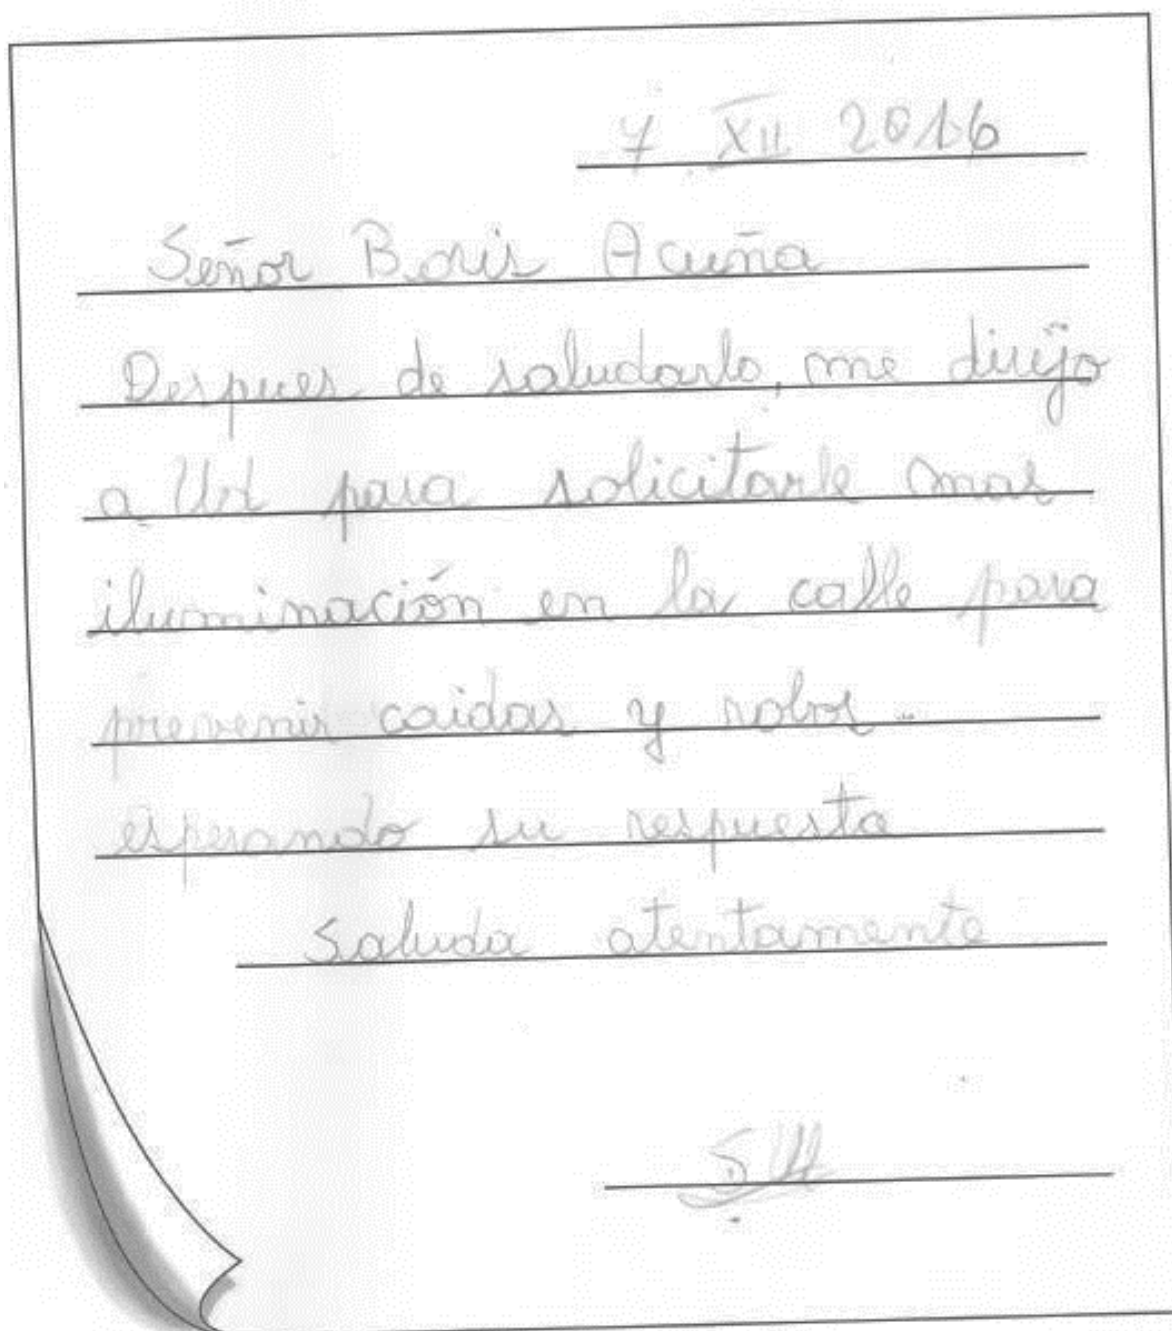 7 XII 2016
Señor Boris Acuña
Despues de saludarlo, me dirijo
a Ud para solicitarle mas
iluminación en la calle para
prevenir caidas y robos.
esperando su respuesta
Saluda atentamente